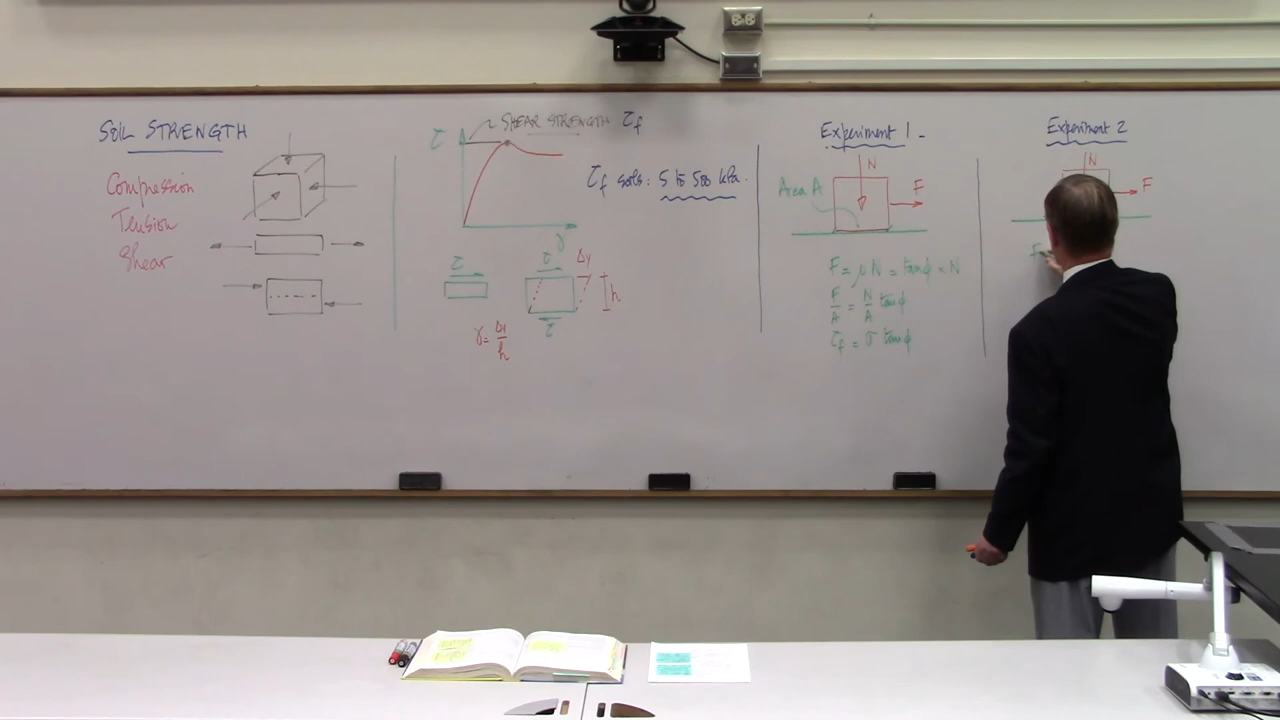 SOIL STRENGTH
Compression
Tension
Shear
τ
SHEAR STRENGTH τf
γ
τf soils: 5 to 500 kPa.
τ
τ
Δy
h
τ
γ = Δy/h
Experiment 1 -
N
Area A
F
F = μ N = tanϕ × N
F/A = N/A tanϕ
τf = σ tanϕ
Experiment 2
N
F
F